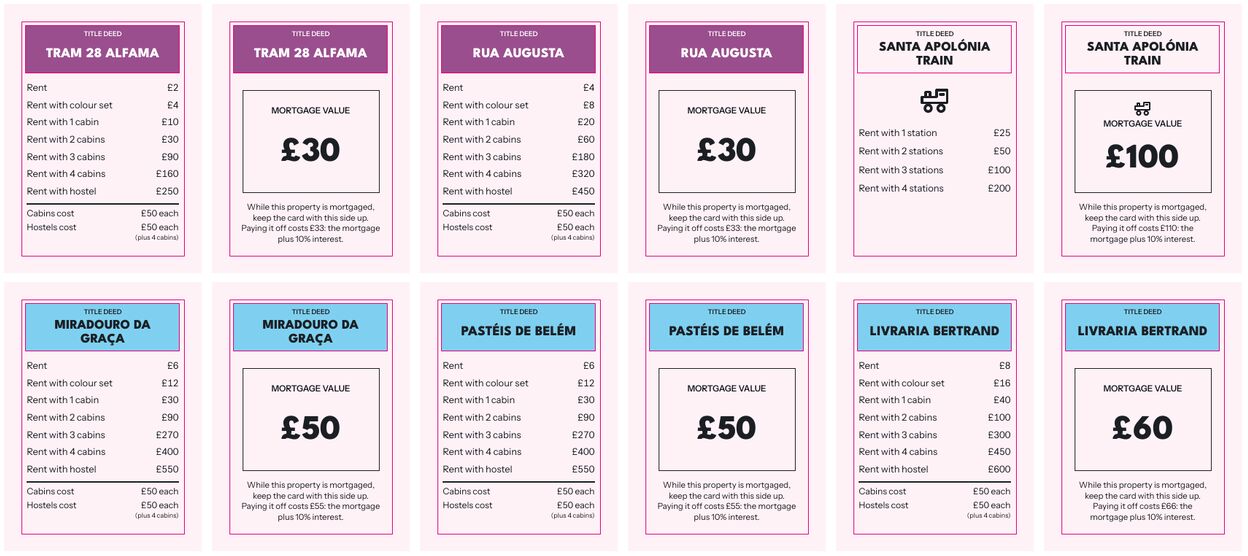 TITLE DEED
TRAM 28 ALFAMA
Rent £2
Rent with colour set £4
Rent with 1 cabin £10
Rent with 2 cabins £30
Rent with 3 cabins £90
Rent with 4 cabins £160
Rent with hostel £250
Cabins cost £50 each
Hostels cost £50 each
(plus 4 cabins)
TITLE DEED
TRAM 28 ALFAMA
MORTGAGE VALUE
£30
While this property is mortgaged,
keep the card with this side up.
Paying it off costs £33: the mortgage
plus 10% interest.
TITLE DEED
RUA AUGUSTA
Rent £4
Rent with colour set £8
Rent with 1 cabin £20
Rent with 2 cabins £60
Rent with 3 cabins £180
Rent with 4 cabins £320
Rent with hostel £450
Cabins cost £50 each
Hostels cost £50 each
(plus 4 cabins)
TITLE DEED
RUA AUGUSTA
MORTGAGE VALUE
£30
While this property is mortgaged,
keep the card with this side up.
Paying it off costs £33: the mortgage
plus 10% interest.
TITLE DEED
SANTA APOLÓNIA
TRAIN
Rent with 1 station £25
Rent with 2 stations £50
Rent with 3 stations £100
Rent with 4 stations £200
TITLE DEED
SANTA APOLÓNIA
TRAIN
MORTGAGE VALUE
£100
While this property is mortgaged,
keep the card with this side up.
Paying it off costs £110: the
mortgage plus 10% interest.
TITLE DEED
MIRADOURO DA
GRAÇA
Rent £6
Rent with colour set £12
Rent with 1 cabin £30
Rent with 2 cabins £90
Rent with 3 cabins £270
Rent with 4 cabins £400
Rent with hostel £550
Cabins cost £50 each
Hostels cost £50 each
(plus 4 cabins)
TITLE DEED
MIRADOURO DA
GRAÇA
MORTGAGE VALUE
£50
While this property is mortgaged,
keep the card with this side up.
Paying it off costs £55: the mortgage
plus 10% interest.
TITLE DEED
PASTÉIS DE BELÉM
Rent £6
Rent with colour set £12
Rent with 1 cabin £30
Rent with 2 cabins £90
Rent with 3 cabins £270
Rent with 4 cabins £400
Rent with hostel £550
Cabins cost £50 each
Hostels cost £50 each
(plus 4 cabins)
TITLE DEED
PASTÉIS DE BELÉM
MORTGAGE VALUE
£50
While this property is mortgaged,
keep the card with this side up.
Paying it off costs £55: the mortgage
plus 10% interest.
TITLE DEED
LIVRARIA BERTRAND
Rent £8
Rent with colour set £16
Rent with 1 cabin £40
Rent with 2 cabins £100
Rent with 3 cabins £300
Rent with 4 cabins £450
Rent with hostel £600
Cabins cost £50 each
Hostels cost £50 each
(plus 4 cabins)
TITLE DEED
LIVRARIA BERTRAND
MORTGAGE VALUE
£60
While this property is mortgaged,
keep the card with this side up.
Paying it off costs £66: the
mortgage plus 10% interest.